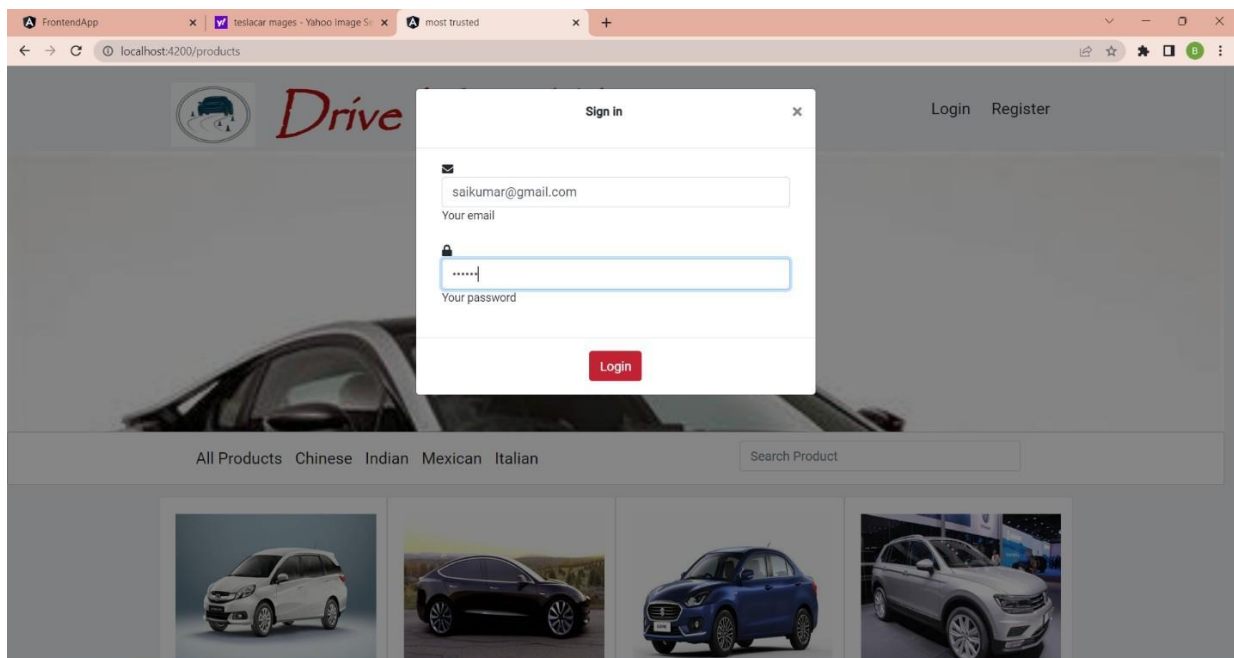 FrontendApp
teslacar mages - Yahoo Image Se
most trusted
localhost:4200/products
B
Drive
Login Register
Sign in
saikumar@gmail.com
Your email
••••••
Your password
Login
All Products Chinese Indian Mexican Italian
Search Product